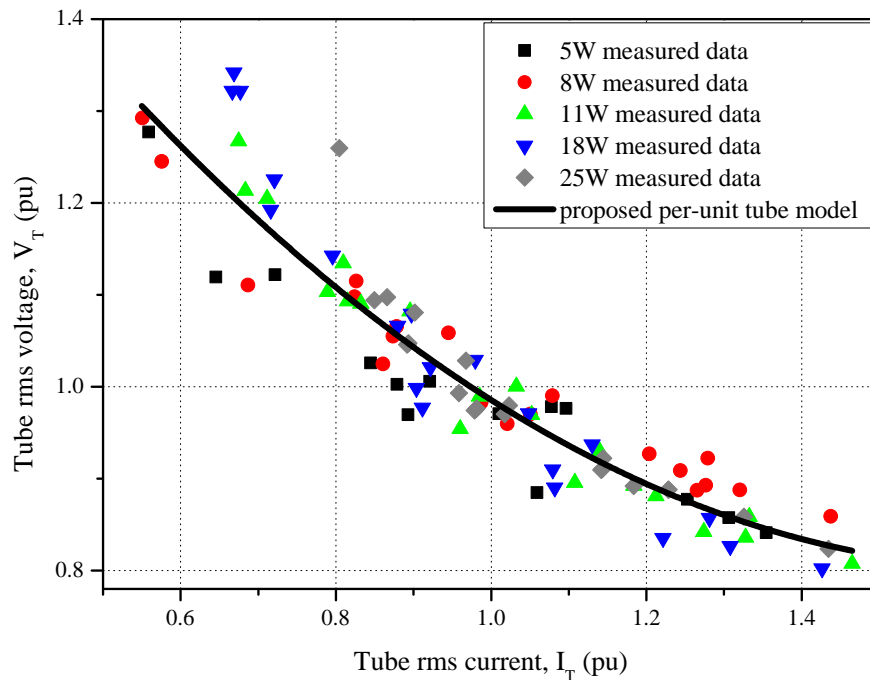 1.4
1.2
1.0
0.8
Tube rms voltage, V_T (pu)
5W measured data
8W measured data
11W measured data
18W measured data
25W measured data
proposed per-unit tube model
0.6 0.8 1.0 1.2 1.4
Tube rms current, I_T (pu)